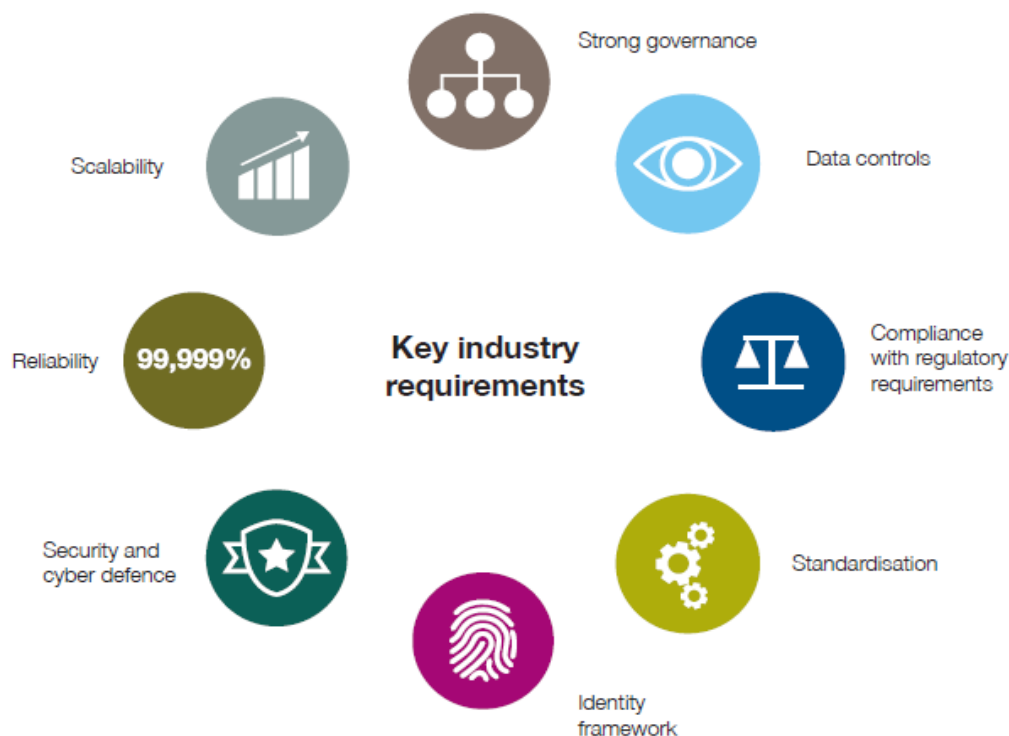 Strong governance
Data controls
Compliance
with regulatory
requirements
Standardisation
Identity
framework
Security and
cyber defence
Reliability
99,999%
Scalability
Key industry
requirements